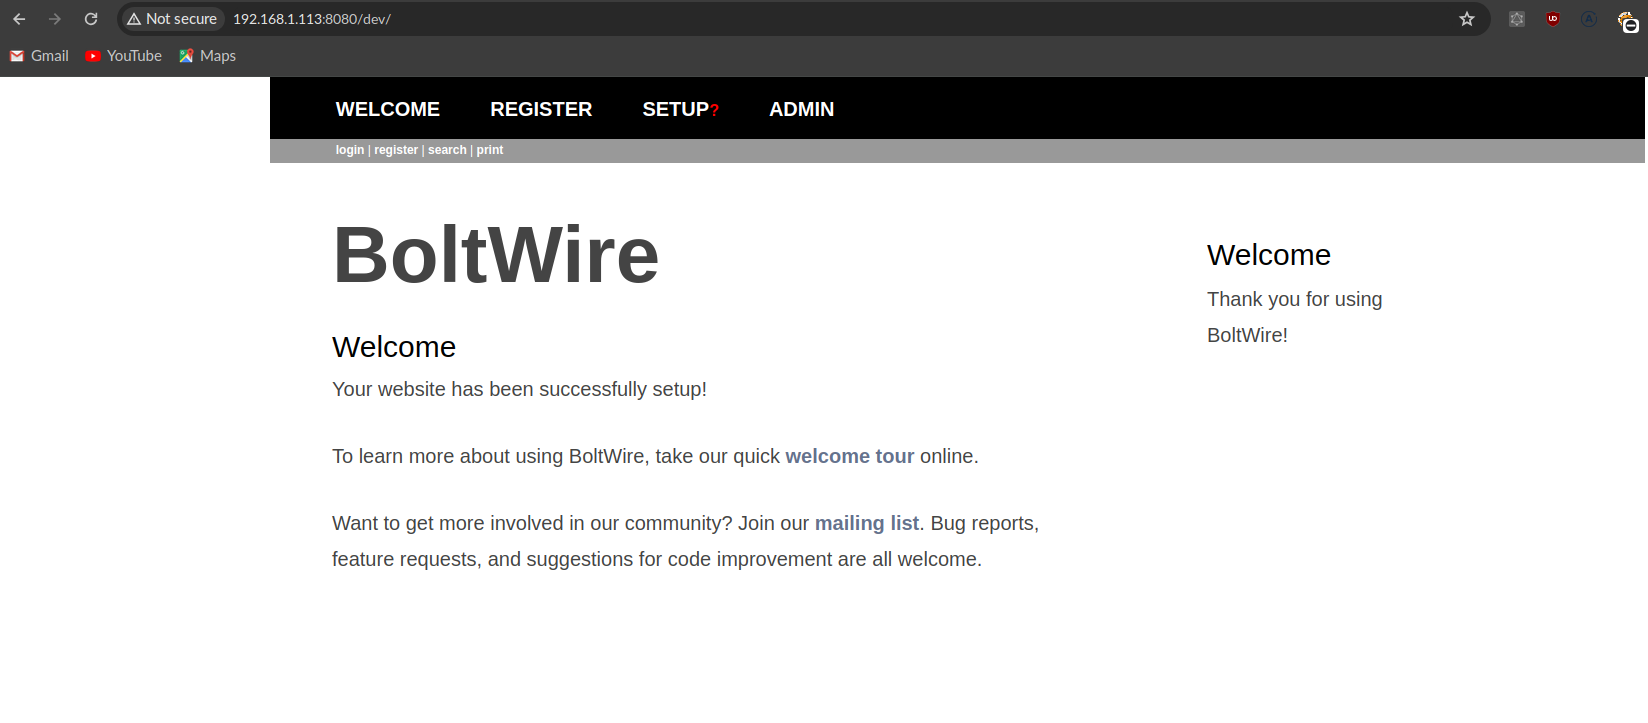 Not secure 192.168.1.113:8080/dev/
Gmail YouTube Maps
WELCOME REGISTER SETUP? ADMIN
login | register | search | print
BoltWire
Welcome
Your website has been successfully setup!
To learn more about using BoltWire, take our quick welcome tour online.
Want to get more involved in our community? Join our mailing list. Bug reports,
feature requests, and suggestions for code improvement are all welcome.
Welcome
Thank you for using
BoltWire!